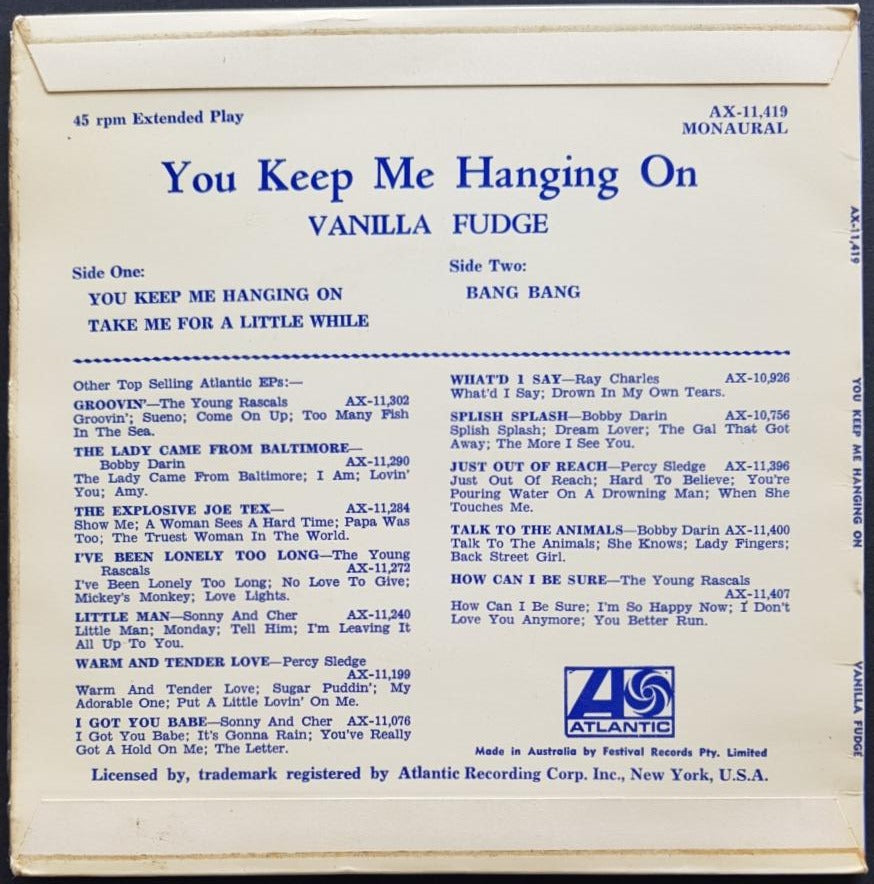 45 rpm Extended Play
AX-11,419
MONAURAL
You Keep Me Hanging On
VANILLA FUDGE
Side One:
YOU KEEP ME HANGING ON
TAKE ME FOR A LITTLE WHILE
Side Two:
BANG BANG
Other Top Selling Atlantic EPs:—
GROOVIN'—The Young Rascals AX-11,302
Groovin'; Sueno; Come On Up; Too Many Fish
In The Sea.
THE LADY CAME FROM BALTIMORE—
Bobby Darin AX-11,290
The Lady Came From Baltimore; I Am; Lovin'
You; Amy.
THE EXPLOSIVE JOE TEX— AX-11,284
Show Me; A Woman Sees A Hard Time; Papa Was
Too; The Truest Woman In The World.
I'VE BEEN LONELY TOO LONG—The Young
Rascals AX-11,272
I've Been Lonely Too Long; No Love To Give;
Mickey's Monkey; Love Lights.
LITTLE MAN—Sonny And Cher AX-11,240
Little Man; Monday; Tell Him; I'm Leaving It
All Up To You.
WARM AND TENDER LOVE—Percy Sledge
AX-11,199
Warm And Tender Love; Sugar Puddin'; My
Adorable One; Put A Little Lovin' On Me.
I GOT YOU BABE—Sonny And Cher AX-11,076
I Got You Babe; It's Gonna Rain; You've Really
Got A Hold On Me; The Letter.
WHAT'D I SAY—Ray Charles AX-10,926
What'd I Say; Drown In My Own Tears.
SPLISH SPLASH—Bobby Darin AX-10,756
Splish Splash; Dream Lover; The Gal That Got
Away; The More I See You.
JUST OUT OF REACH—Percy Sledge AX-11,396
Just Out Of Reach; Hard To Believe; You're
Pouring Water On A Drowning Man; When She
Touches Me.
TALK TO THE ANIMALS—Bobby Darin AX-11,400
Talk To The Animals; She Knows; Lady Fingers;
Back Street Girl.
HOW CAN I BE SURE—The Young Rascals
AX-11,407
How Can I Be Sure; I'm So Happy Now; I Don't
Love You Anymore; You Better Run.
ATLANTIC
Made in Australia by Festival Records Pty. Limited
Licensed by, trademark registered by Atlantic Recording Corp. Inc., New York, U.S.A.
AX-11,419 YOU KEEP ME HANGING ON VANILLA FUDGE